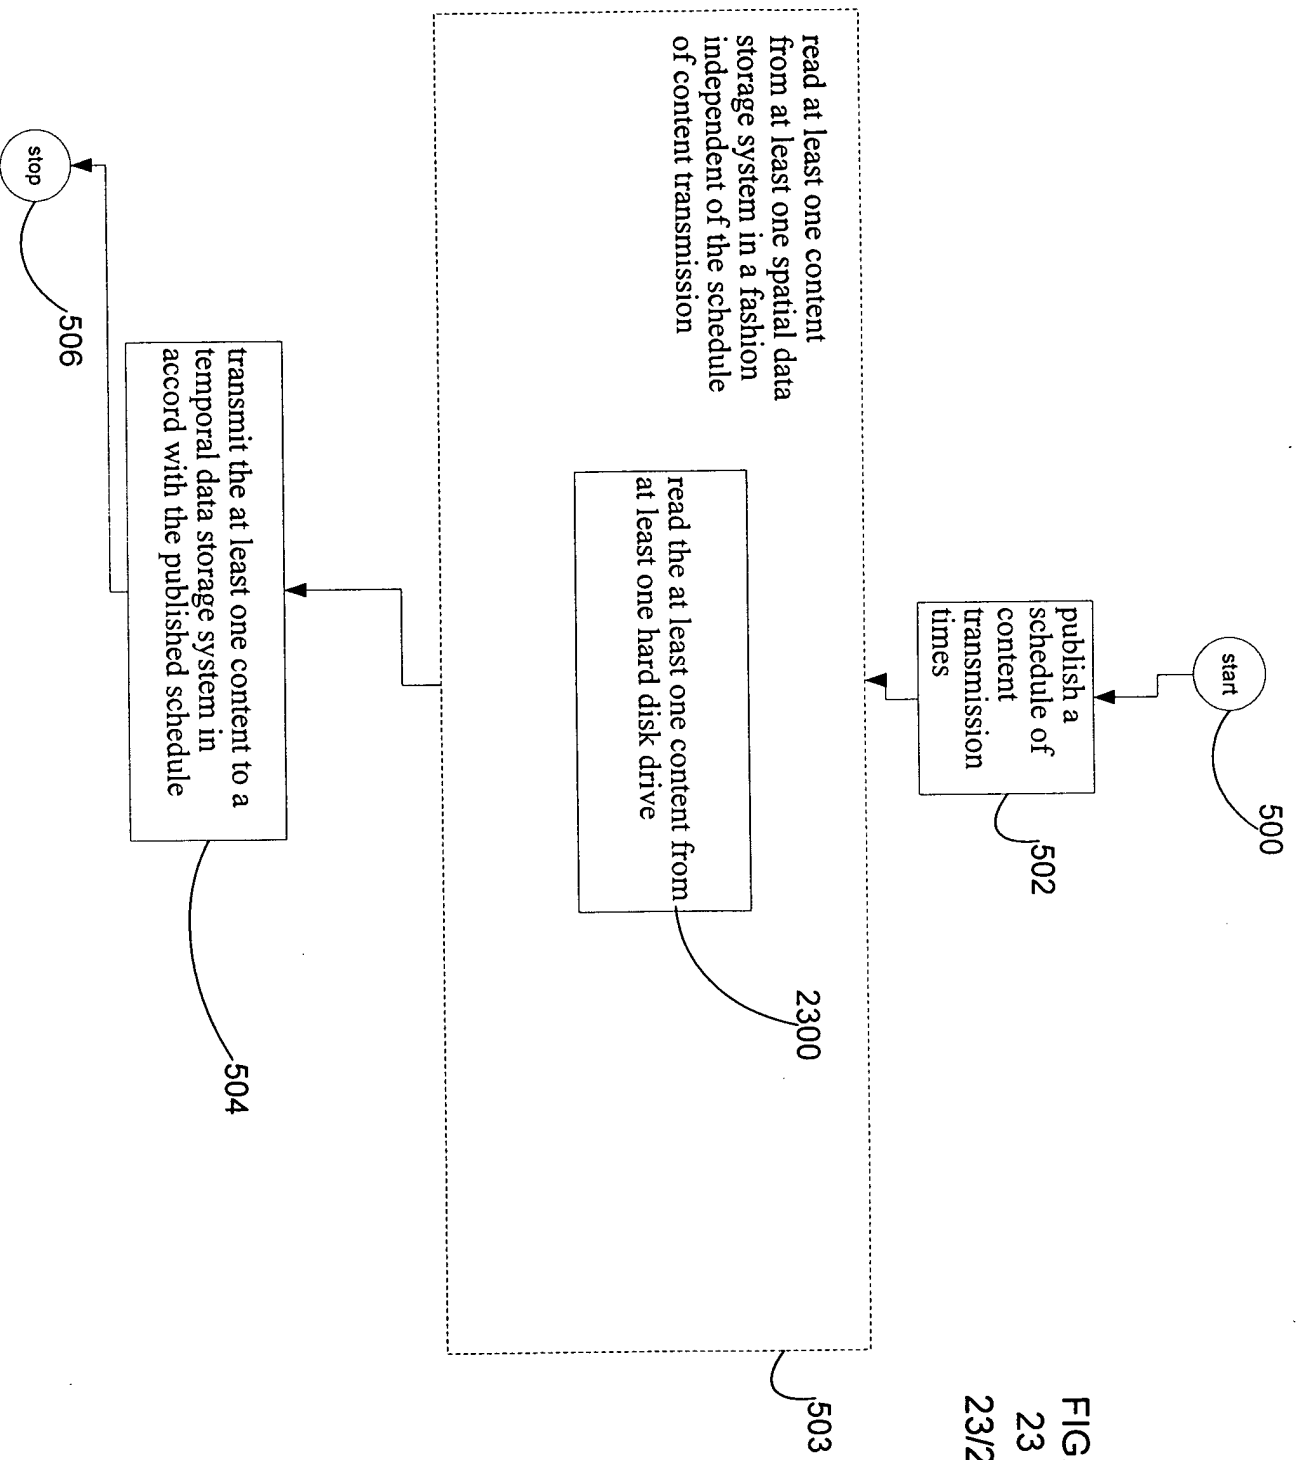 start
500
publish a
schedule of
content
transmission
times
502
read at least one content
from at least one spatial data
storage system in a fashion
independent of the schedule
of content transmission
read the at least one content from
at least one hard disk drive
2300
503
transmit the at least one content to a
temporal data storage system in
accord with the published schedule
504
stop
506
FIG
23
23/2